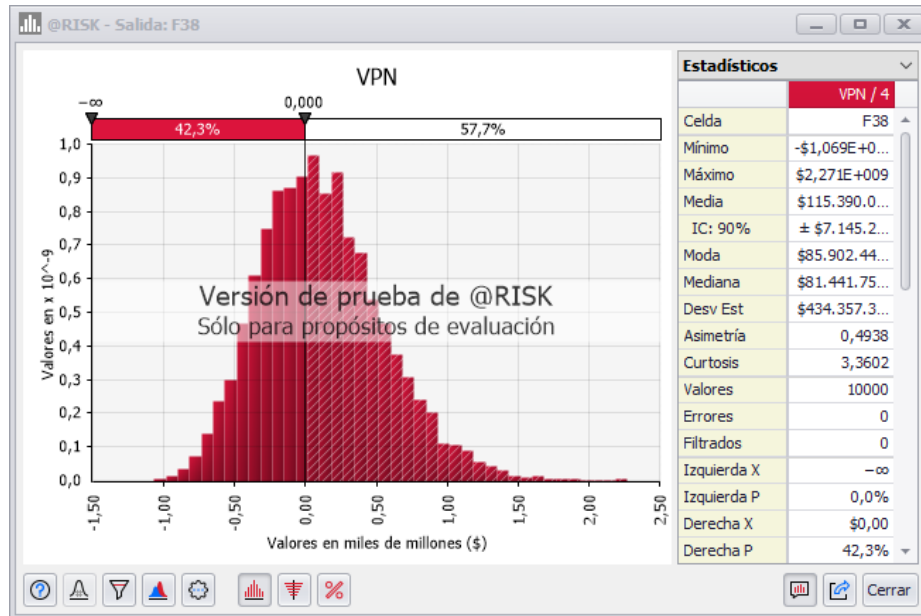 @RISK - Salida: F38
VPN
−∞
0,000
42,3%
57,7%
1,0
0,9
0,8
0,7
0,6
0,5
0,4
0,3
0,2
0,1
0,0
Valores en x 10^-9
Versión de prueba de @RISK
Sólo para propósitos de evaluación
-1,50
-1,00
-0,50
0,00
0,50
1,00
1,50
2,00
2,50
Valores en miles de millones ($)
Estadísticos
VPN / 4
Celda F38
Mínimo -$1,069E+0...
Máximo $2,271E+009
Media $115.390.0...
IC: 90% ± $7.145.2...
Moda $85.902.44...
Mediana $81.441.75...
Desv Est $434.357.3...
Asimetría 0,4938
Curtosis 3,3602
Valores 10000
Errores 0
Filtrados 0
Izquierda X −∞
Izquierda P 0,0%
Derecha X $0,00
Derecha P 42,3%
Cerrar